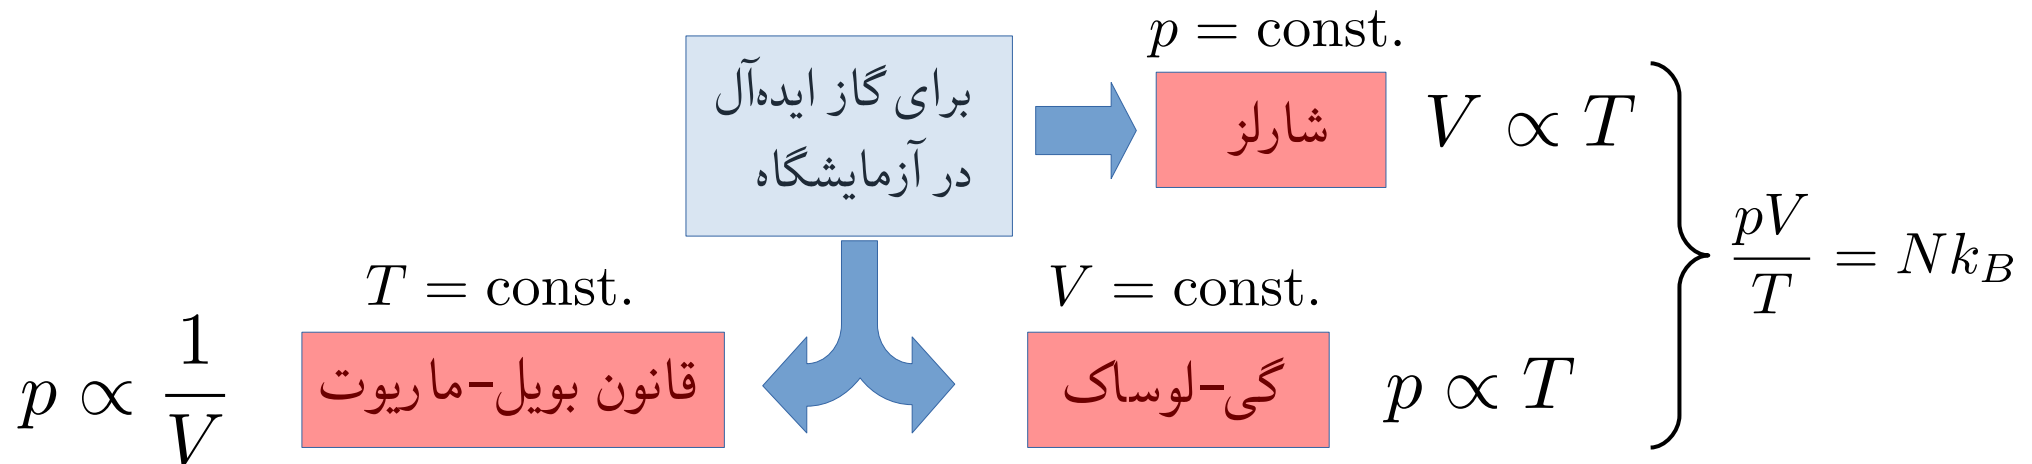 برای گاز ایده‌آل
در آزمایشگاه
p = const.
شارلز
V ∝ T
T = const.
قانون بویل-ماریوت
p ∝ 1/V
V = const.
گی-لوساک
p ∝ T
pV/T = Nk_B